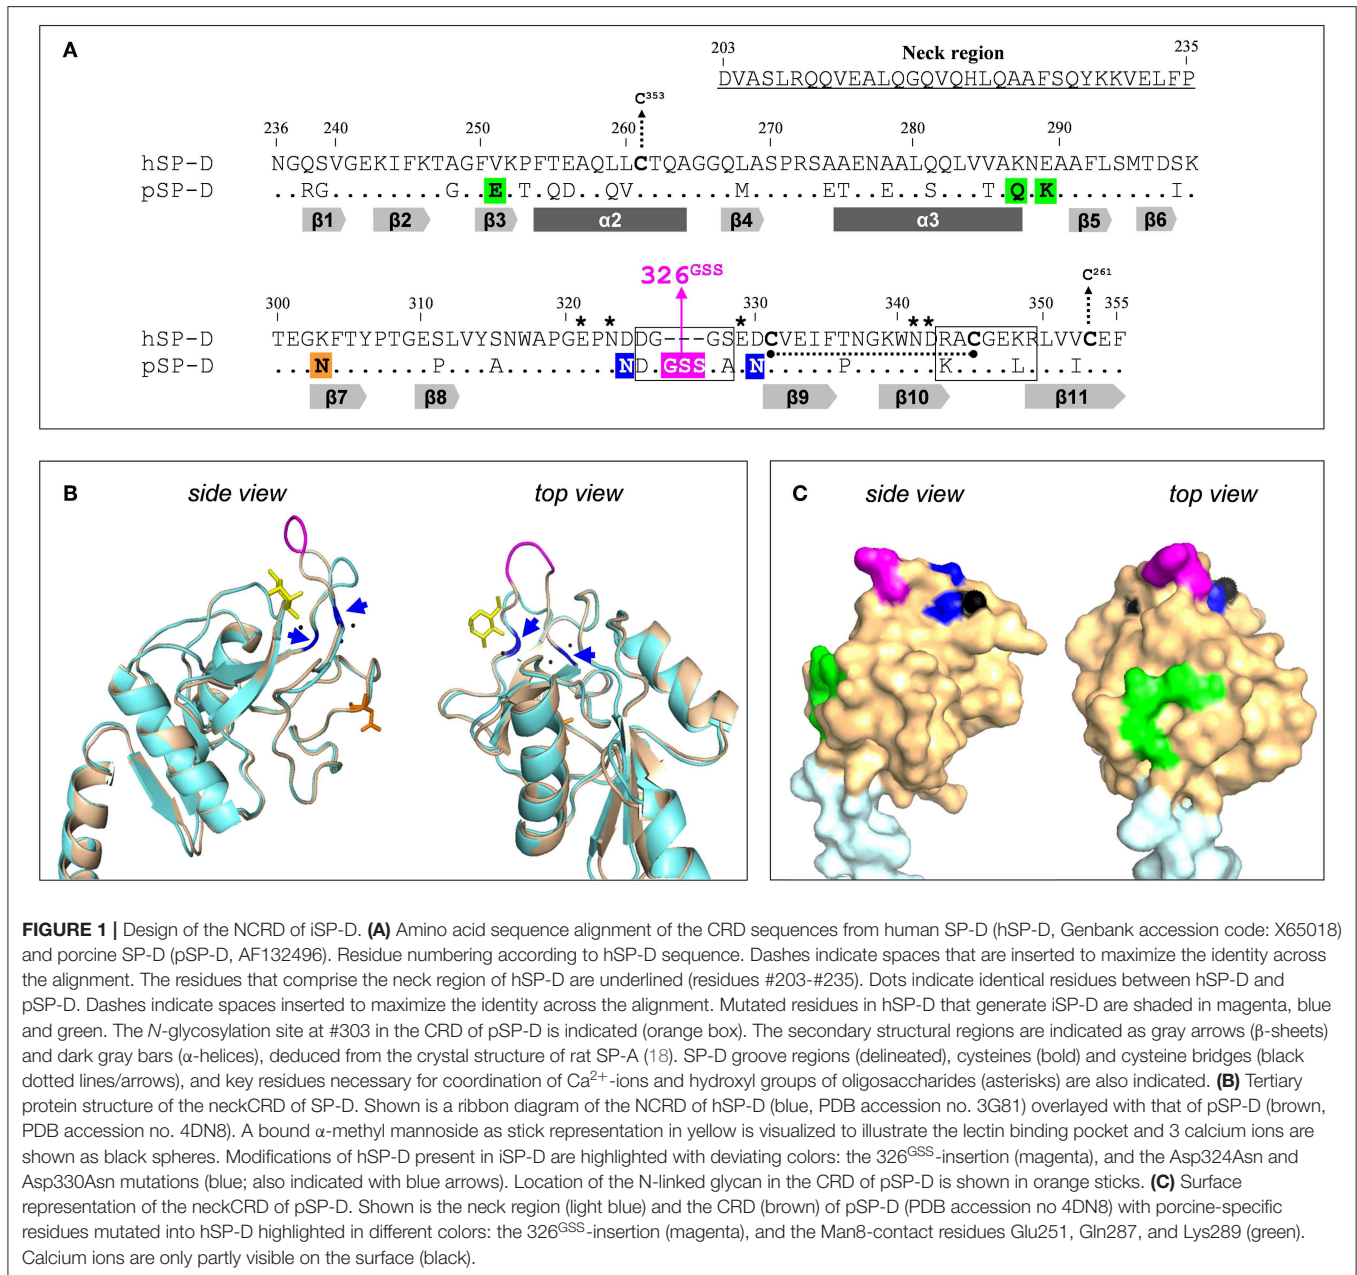 A
203 235
Neck region
DVASLRQQVEALQGQVQHLQAAFSQYKKVELFP
C353
236 240 250 260 270 280 290
hSP-D NGQSVGEKIFKTAGFVKPFTEAQLLCTQAGGQLASPRSAAENAALQQLVVAKNEAAFLSMTDSK
pSP-D ..RG........G..E.T.QD..QV.......M.....ET..E..S...T.Q.K........I.
β1 β2 β3 α2 β4 α3 β5 β6
326GSS
C261
300 310 320 330 340 350 355
* * * * *
hSP-D TEGKFTYPTGESLVYSNWAPGEPNDDG---GSEDCVEIFTNGKWNDRACGEKRLVVCEF
pSP-D ...N.......P...A........ND.GSS.A.N.....P......K....L...I...
β7 β8 β9 β10 β11
B
side view top view
C
side view top view
FIGURE 1 | Design of the NCRD of iSP-D. (A) Amino acid sequence alignment of the CRD sequences from human SP-D (hSP-D, Genbank accession code: X65018)
and porcine SP-D (pSP-D, AF132496). Residue numbering according to hSP-D sequence. Dashes indicate spaces that are inserted to maximize the identity across
the alignment. The residues that comprise the neck region of hSP-D are underlined (residues #203-#235). Dots indicate identical residues between hSP-D and
pSP-D. Dashes indicate spaces inserted to maximize the identity across the alignment. Mutated residues in hSP-D that generate iSP-D are shaded in magenta, blue
and green. The N-glycosylation site at #303 in the CRD of pSP-D is indicated (orange box). The secondary structural regions are indicated as gray arrows (β-sheets)
and dark gray bars (α-helices), deduced from the crystal structure of rat SP-A (18). SP-D groove regions (delineated), cysteines (bold) and cysteine bridges (black
dotted lines/arrows), and key residues necessary for coordination of Ca2+-ions and hydroxyl groups of oligosaccharides (asterisks) are also indicated. (B) Tertiary
protein structure of the neckCRD of SP-D. Shown is a ribbon diagram of the NCRD of hSP-D (blue, PDB accession no. 3G81) overlayed with that of pSP-D (brown,
PDB accession no. 4DN8). A bound α-methyl mannoside as stick representation in yellow is visualized to illustrate the lectin binding pocket and 3 calcium ions are
shown as black spheres. Modifications of hSP-D present in iSP-D are highlighted with deviating colors: the 326GSS-insertion (magenta), and the Asp324Asn and
Asp330Asn mutations (blue; also indicated with blue arrows). Location of the N-linked glycan in the CRD of pSP-D is shown in orange sticks. (C) Surface
representation of the neckCRD of pSP-D. Shown is the neck region (light blue) and the CRD (brown) of pSP-D (PDB accession no 4DN8) with porcine-specific
residues mutated into hSP-D highlighted in different colors: the 326GSS-insertion (magenta), and the Man8-contact residues Glu251, Gln287, and Lys289 (green).
Calcium ions are only partly visible on the surface (black).